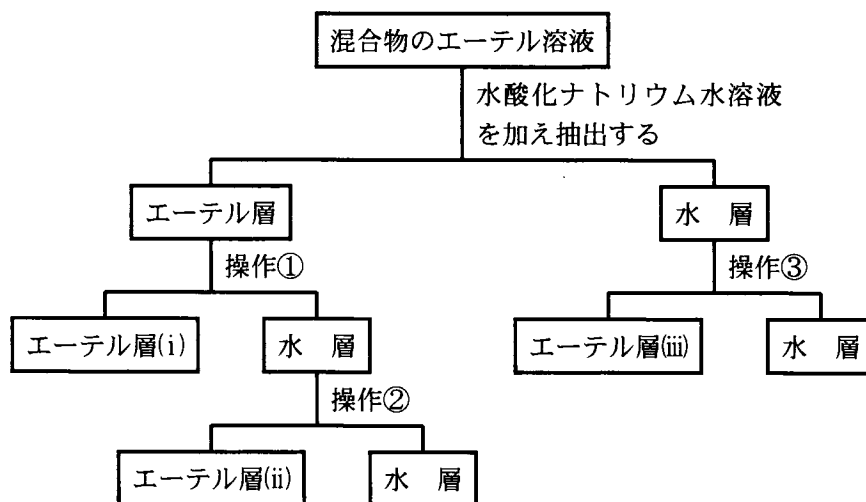 混合物のエーテル溶液
水酸化ナトリウム水溶液
を加え抽出する
エーテル層
水 層
操作①
操作③
エーテル層(i)
水 層
エーテル層(iii)
水 層
操作②
エーテル層(ii)
水 層